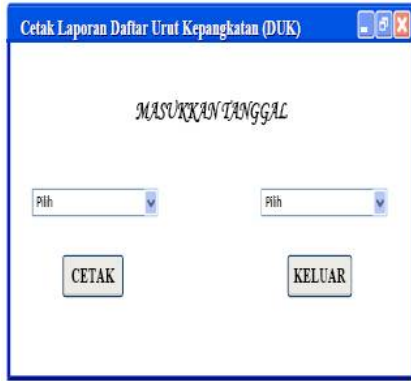 Cetak Laporan Daftar Urut Kepangkatan (DUK)
MASUKKAN TANGGAL
Pilih Pilih
CETAK KELUAR